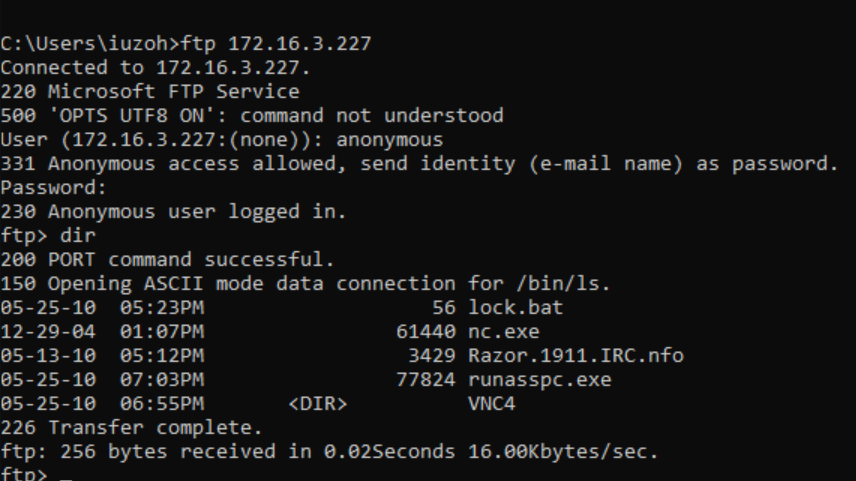 C:\Users\iuzoh>ftp 172.16.3.227
Connected to 172.16.3.227.
220 Microsoft FTP Service
500 'OPTS UTF8 ON': command not understood
User (172.16.3.227:(none)): anonymous
331 Anonymous access allowed, send identity (e-mail name) as password.
Password:
230 Anonymous user logged in.
ftp> dir
200 PORT command successful.
150 Opening ASCII mode data connection for /bin/ls.
05-25-10  05:23PM                   56 lock.bat
12-29-04  01:07PM                61440 nc.exe
05-13-10  05:12PM                 3429 Razor.1911.IRC.nfo
05-25-10  07:03PM                77824 runasspc.exe
05-25-10  06:55PM       <DIR>          VNC4
226 Transfer complete.
ftp: 256 bytes received in 0.02Seconds 16.00Kbytes/sec.
ftp> _